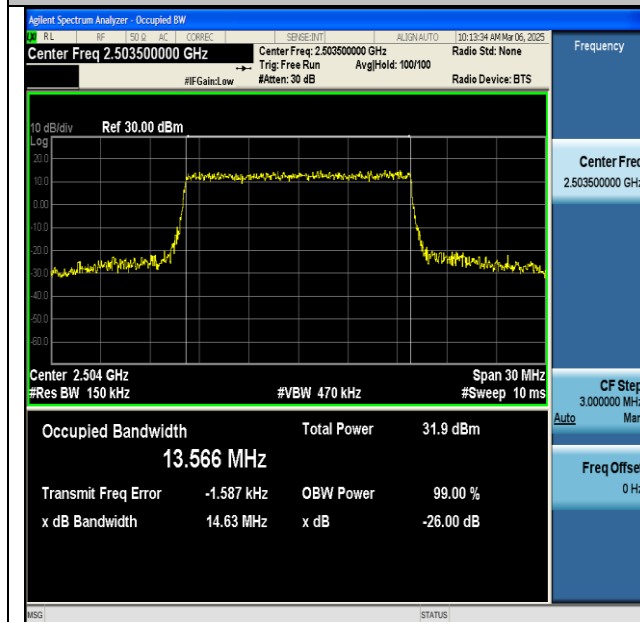 Agilent Spectrum Analyzer - Occupied BW
LXI RL RF 50 Ω AC CORREC SENSE:INT ALIGN AUTO 10:13:34 AM Mar 06, 2025
Center Freq 2.503500000 GHz
Center Freq: 2.503500000 GHz
Radio Std: None
Trig: Free Run Avg|Hold: 100/100
#IFGain:Low
#Atten: 30 dB
Radio Device: BTS
10 dB/div Ref 30.00 dBm
Log
20.0
10.0
0.00
-10.0
-20.0
-30.0
-40.0
-50.0
-60.0
Center 2.504 GHz
Span 30 MHz
#Res BW 150 kHz
#VBW 470 kHz
#Sweep 10 ms
Occupied Bandwidth
13.566 MHz
Total Power 31.9 dBm
Transmit Freq Error -1.587 kHz
OBW Power 99.00 %
x dB Bandwidth 14.63 MHz
x dB -26.00 dB
MSG
STATUS
Frequency
Center Freq
2.503500000 GHz
CF Step
3.000000 MHz
Auto Man
Freq Offset
0 Hz